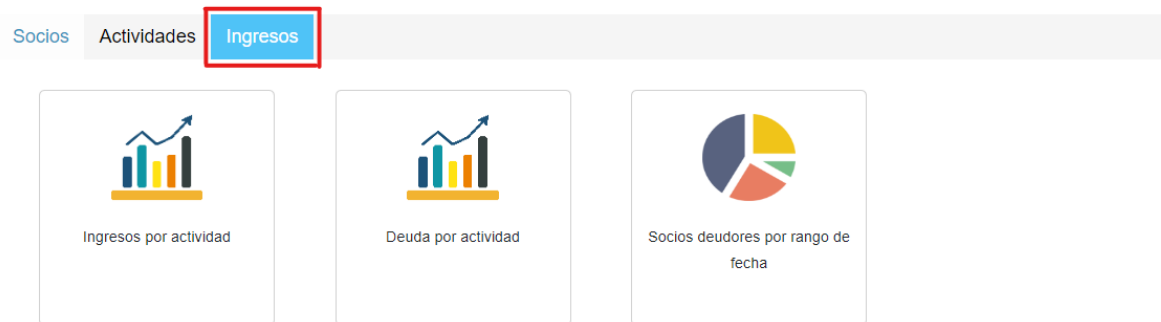 Socios Actividades Ingresos
Ingresos por actividad
Deuda por actividad
Socios deudores por rango de
fecha